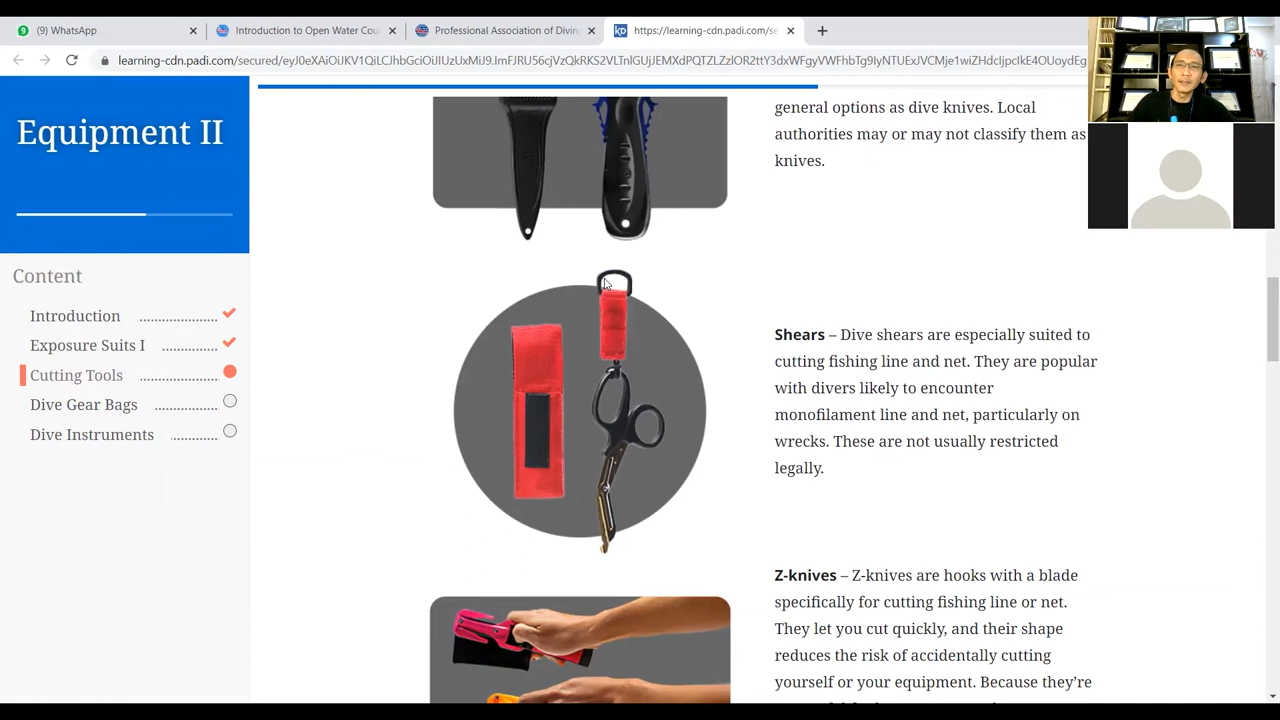 (9) WhatsApp
Introduction to Open Water Cou
Professional Association of Divin
https://learning-cdn.padi.com/se
Equipment II
Content
Introduction
Exposure Suits I
Cutting Tools
Dive Gear Bags
Dive Instruments
general options as dive knives. Local
authorities may or may not classify them as
knives.
Shears – Dive shears are especially suited to
cutting fishing line and net. They are popular
with divers likely to encounter
monofilament line and net, particularly on
wrecks. These are not usually restricted
legally.
Z-knives – Z-knives are hooks with a blade
specifically for cutting fishing line or net.
They let you cut quickly, and their shape
reduces the risk of accidentally cutting
yourself or your equipment. Because they’re